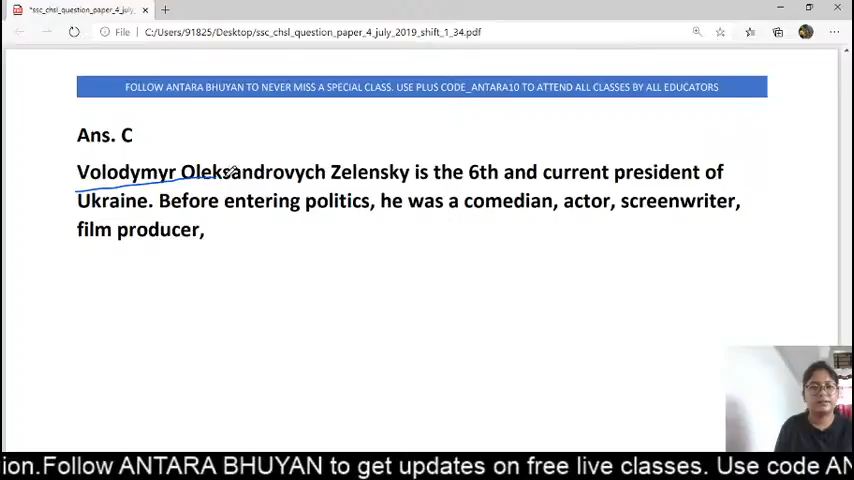 *ssc_chsl_question_paper_4_july_
File
C:/Users/91825/Desktop/ssc_chsl_question_paper_4_july_2019_shift_1_34.pdf
FOLLOW ANTARA BHUYAN TO NEVER MISS A SPECIAL CLASS. USE PLUS CODE_ANTARA10 TO ATTEND ALL CLASSES BY ALL EDUCATORS
Ans. C
Volodymyr Oleksandrovych Zelensky is the 6th and current president of
Ukraine. Before entering politics, he was a comedian, actor, screenwriter,
film producer,
ion.Follow ANTARA BHUYAN to get updates on free live classes. Use code AN